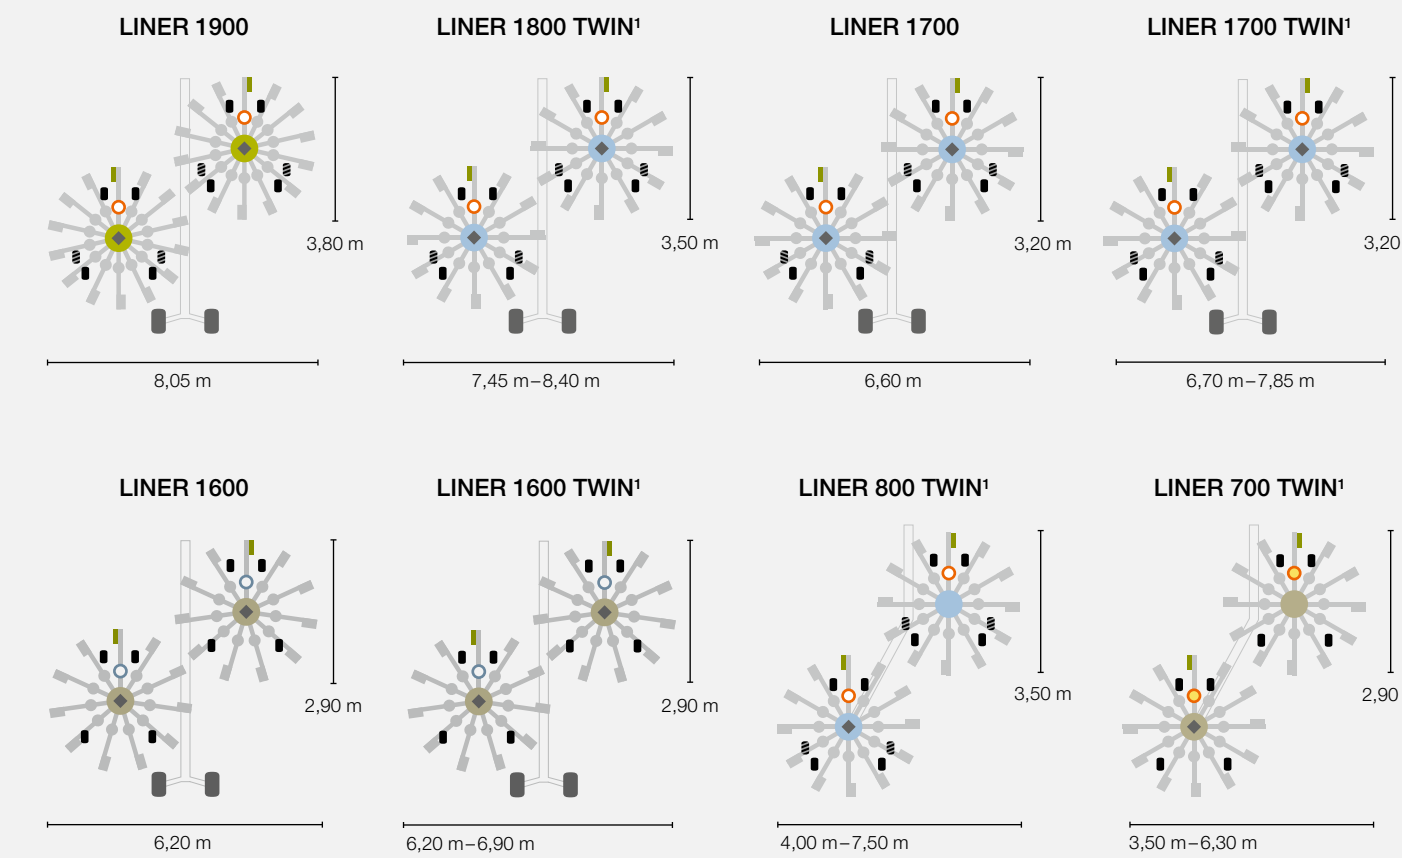 LINER 1900
LINER 1800 TWIN¹
LINER 1700
LINER 1700 TWIN¹
3,80 m
3,50 m
3,20 m
3,20
8,05 m
7,45 m–8,40 m
6,60 m
6,70 m–7,85 m
LINER 1600
LINER 1600 TWIN¹
LINER 800 TWIN¹
LINER 700 TWIN¹
2,90 m
2,90 m
3,50 m
2,90
6,20 m
6,20 m–6,90 m
4,00 m–7,50 m
3,50 m–6,30 m